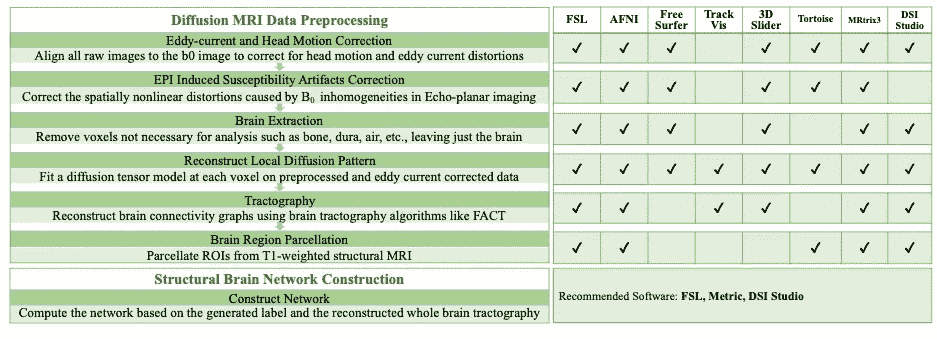 Diffusion MRI Data Preprocessing
FSL AFNI Free Surfer Track Vis 3D Slider Tortoise MRtrix3 DSI Studio
Eddy-current and Head Motion Correction
Align all raw images to the b0 image to correct for head motion and eddy current distortions
✓ ✓ ✓ ✓ ✓ ✓ ✓
EPI Induced Susceptibility Artifacts Correction
Correct the spatially nonlinear distortions caused by B₀ inhomogeneities in Echo-planar imaging
✓ ✓ ✓ ✓ ✓ ✓
Brain Extraction
Remove voxels not necessary for analysis such as bone, dura, air, etc., leaving just the brain
✓ ✓ ✓ ✓ ✓ ✓
Reconstruct Local Diffusion Pattern
Fit a diffusion tensor model at each voxel on preprocessed and eddy current corrected data
✓ ✓ ✓ ✓ ✓ ✓ ✓ ✓
Tractography
Reconstruct brain connectivity graphs using brain tractography algorithms like FACT
✓ ✓ ✓ ✓ ✓ ✓
Brain Region Parcellation
Parcellate ROIs from T1-weighted structural MRI
✓ ✓ ✓ ✓ ✓
Structural Brain Network Construction
Construct Network
Compute the network based on the generated label and the reconstructed whole brain tractography
Recommended Software: FSL, Metric, DSI Studio